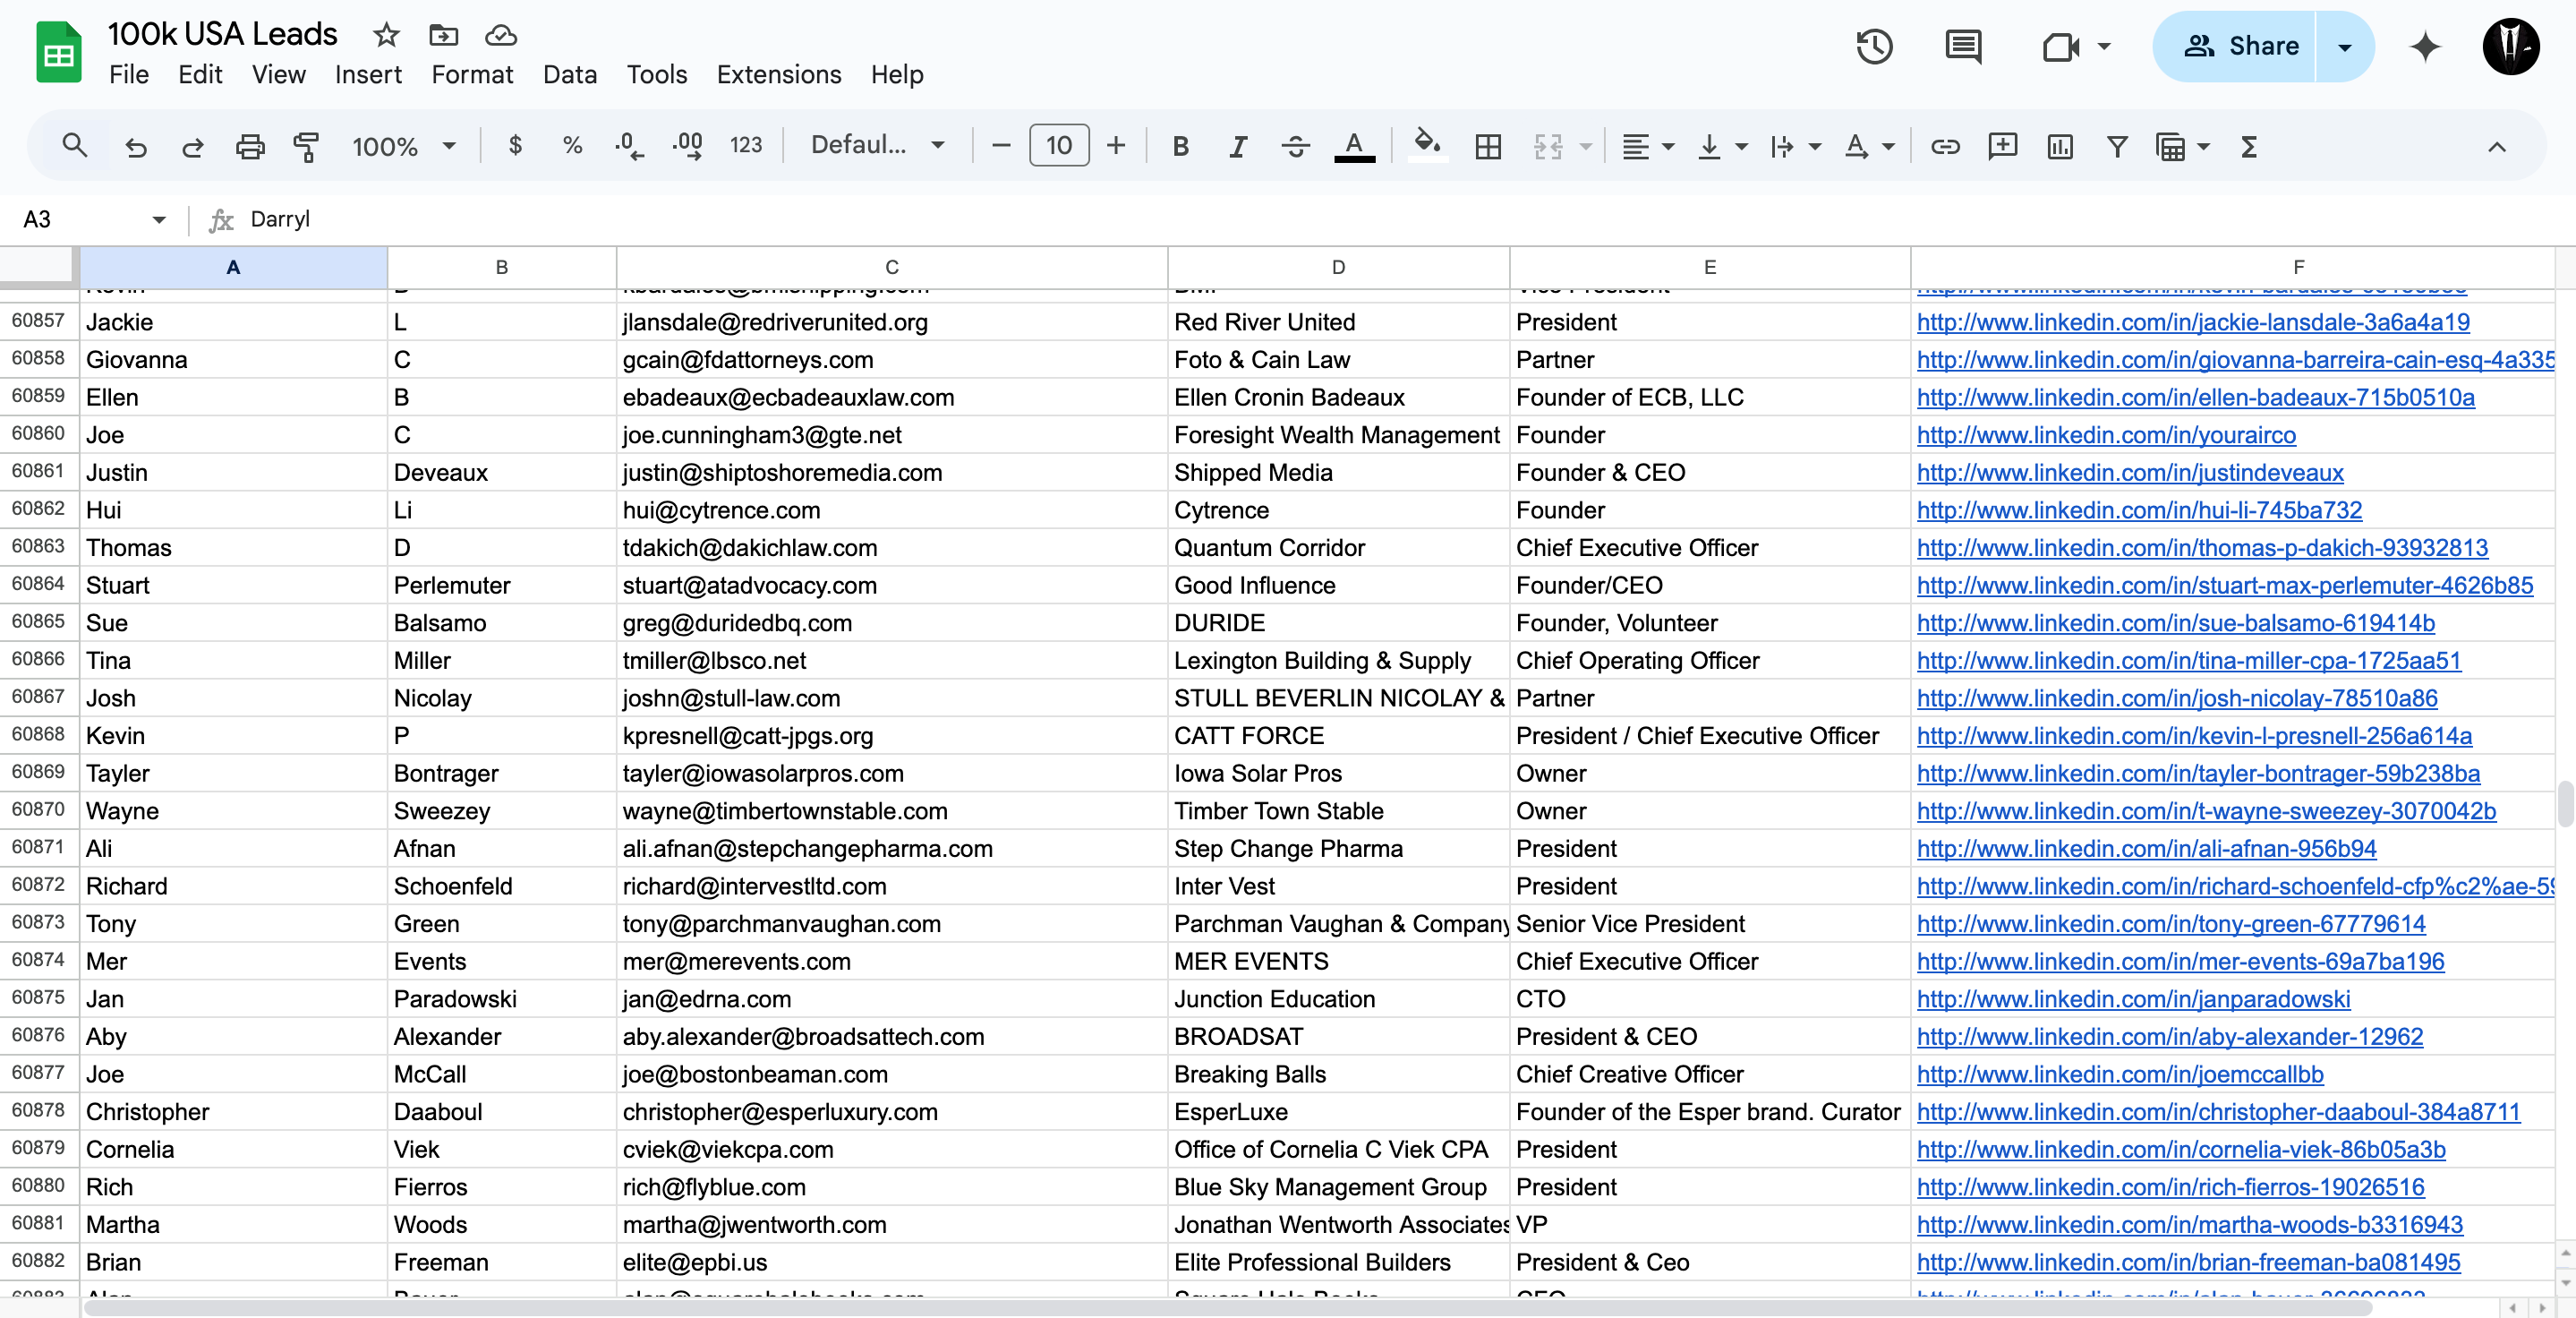 100k USA Leads
File Edit View Insert Format Data Tools Extensions Help
Share
100% $ % .0 .00 123 Defaul... 10 B I A A Σ
A3 fx Darryl
A B C D E F
60857 Jackie L jlansdale@redriverunited.org Red River United President http://www.linkedin.com/in/jackie-lansdale-3a6a4a19
60858 Giovanna C gcain@fdattorneys.com Foto & Cain Law Partner http://www.linkedin.com/in/giovanna-barreira-cain-esq-4a335
60859 Ellen B ebadeaux@ecbadeauxlaw.com Ellen Cronin Badeaux Founder of ECB, LLC http://www.linkedin.com/in/ellen-badeaux-715b0510a
60860 Joe C joe.cunningham3@gte.net Foresight Wealth Management Founder http://www.linkedin.com/in/yourairco
60861 Justin Deveaux justin@shiptoshoremedia.com Shipped Media Founder & CEO http://www.linkedin.com/in/justindeveaux
60862 Hui Li hui@cytrence.com Cytrence Founder http://www.linkedin.com/in/hui-li-745ba732
60863 Thomas D tdakich@dakichlaw.com Quantum Corridor Chief Executive Officer http://www.linkedin.com/in/thomas-p-dakich-93932813
60864 Stuart Perlemuter stuart@atadvocacy.com Good Influence Founder/CEO http://www.linkedin.com/in/stuart-max-perlemuter-4626b85
60865 Sue Balsamo greg@duridedbq.com DURIDE Founder, Volunteer http://www.linkedin.com/in/sue-balsamo-619414b
60866 Tina Miller tmiller@lbsco.net Lexington Building & Supply Chief Operating Officer http://www.linkedin.com/in/tina-miller-cpa-1725aa51
60867 Josh Nicolay joshn@stull-law.com STULL BEVERLIN NICOLAY & Partner http://www.linkedin.com/in/josh-nicolay-78510a86
60868 Kevin P kpresnell@catt-jpgs.org CATT FORCE President / Chief Executive Officer http://www.linkedin.com/in/kevin-l-presnell-256a614a
60869 Tayler Bontrager tayler@iowasolarpros.com Iowa Solar Pros Owner http://www.linkedin.com/in/tayler-bontrager-59b238ba
60870 Wayne Sweezey wayne@timbertownstable.com Timber Town Stable Owner http://www.linkedin.com/in/t-wayne-sweezey-3070042b
60871 Ali Afnan ali.afnan@stepchangepharma.com Step Change Pharma President http://www.linkedin.com/in/ali-afnan-956b94
60872 Richard Schoenfeld richard@intervestltd.com Inter Vest President http://www.linkedin.com/in/richard-schoenfeld-cfp%c2%ae-59
60873 Tony Green tony@parchmanvaughan.com Parchman Vaughan & Company Senior Vice President http://www.linkedin.com/in/tony-green-67779614
60874 Mer Events mer@merevents.com MER EVENTS Chief Executive Officer http://www.linkedin.com/in/mer-events-69a7ba196
60875 Jan Paradowski jan@edrna.com Junction Education CTO http://www.linkedin.com/in/janparadowski
60876 Aby Alexander aby.alexander@broadsattech.com BROADSAT President & CEO http://www.linkedin.com/in/aby-alexander-12962
60877 Joe McCall joe@bostonbeaman.com Breaking Balls Chief Creative Officer http://www.linkedin.com/in/joemccallbb
60878 Christopher Daaboul christopher@esperluxury.com EsperLuxe Founder of the Esper brand. Curator http://www.linkedin.com/in/christopher-daaboul-384a8711
60879 Cornelia Viek cviek@viekcpa.com Office of Cornelia C Viek CPA President http://www.linkedin.com/in/cornelia-viek-86b05a3b
60880 Rich Fierros rich@flyblue.com Blue Sky Management Group President http://www.linkedin.com/in/rich-fierros-19026516
60881 Martha Woods martha@jwentworth.com Jonathan Wentworth Associates VP http://www.linkedin.com/in/martha-woods-b3316943
60882 Brian Freeman elite@epbi.us Elite Professional Builders President & Ceo http://www.linkedin.com/in/brian-freeman-ba081495